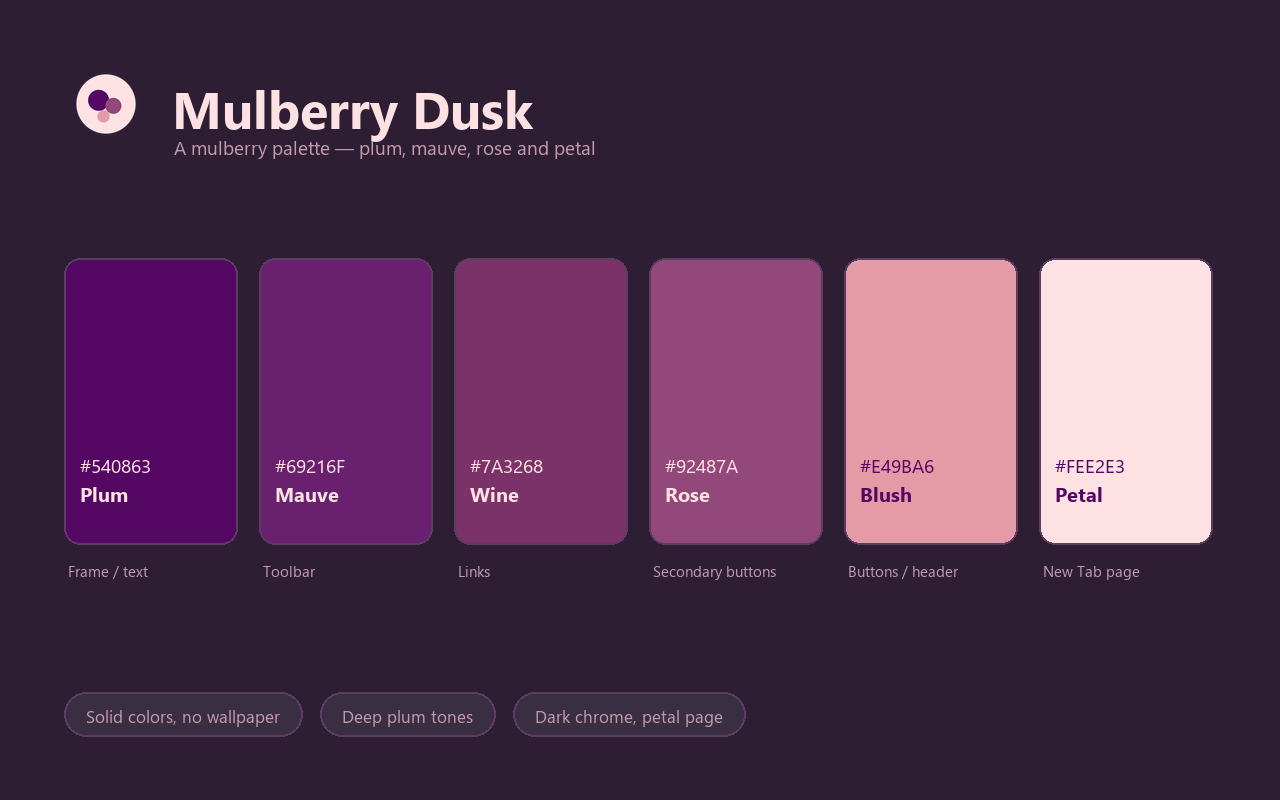 Mulberry Dusk
A mulberry palette — plum, mauve, rose and petal
#540863
Plum
Frame / text
#69216F
Mauve
Toolbar
#7A3268
Wine
Links
#92487A
Rose
Secondary buttons
#E49BA6
Blush
Buttons / header
#FEE2E3
Petal
New Tab page
Solid colors, no wallpaper
Deep plum tones
Dark chrome, petal page